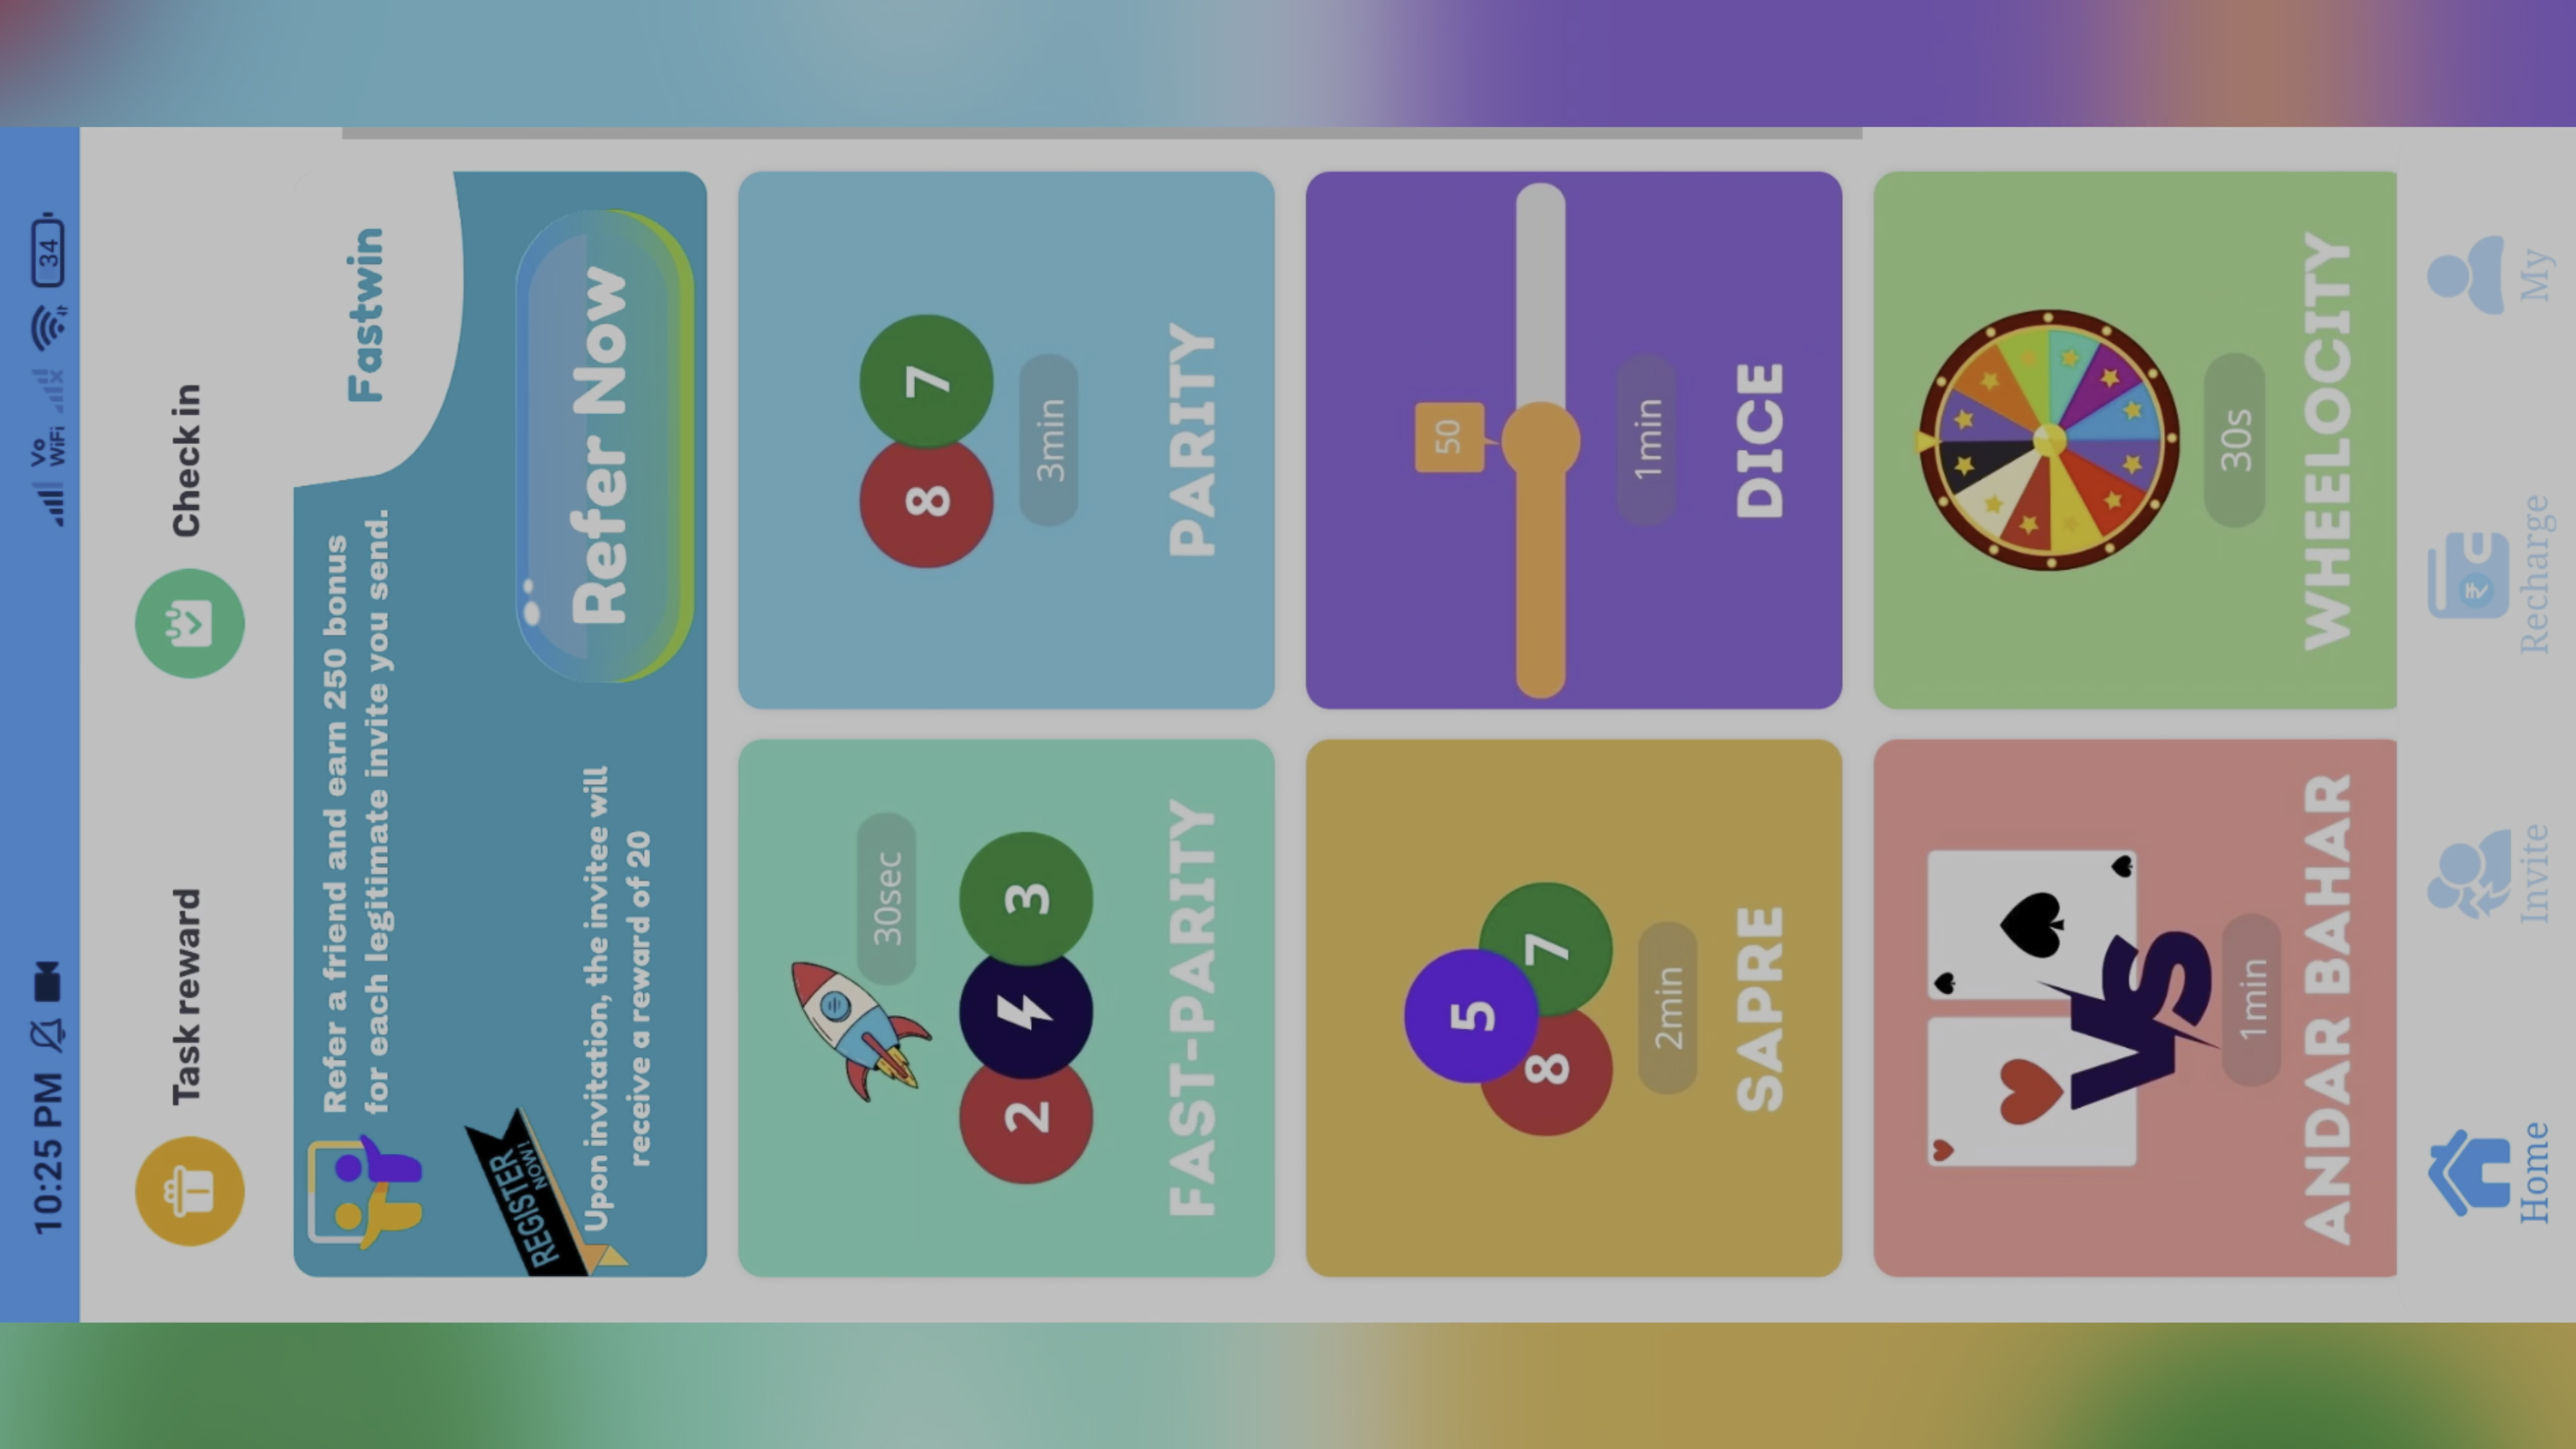 10:25 PM
Vo
WiFi
34
Task reward
Check in
Refer a friend and earn 250 bonus
for each legitimate invite you send.
Fastwin
REGISTER
NOW!
Upon invitation, the invitee will
receive a reward of 20
Refer Now
30sec
2
3
FAST-PARITY
8
7
3min
PARITY
5
8
7
2min
SAPRE
50
1min
DICE
VS
1min
ANDAR BAHAR
30s
WHEELOCITY
₹
Home
Invite
Recharge
My